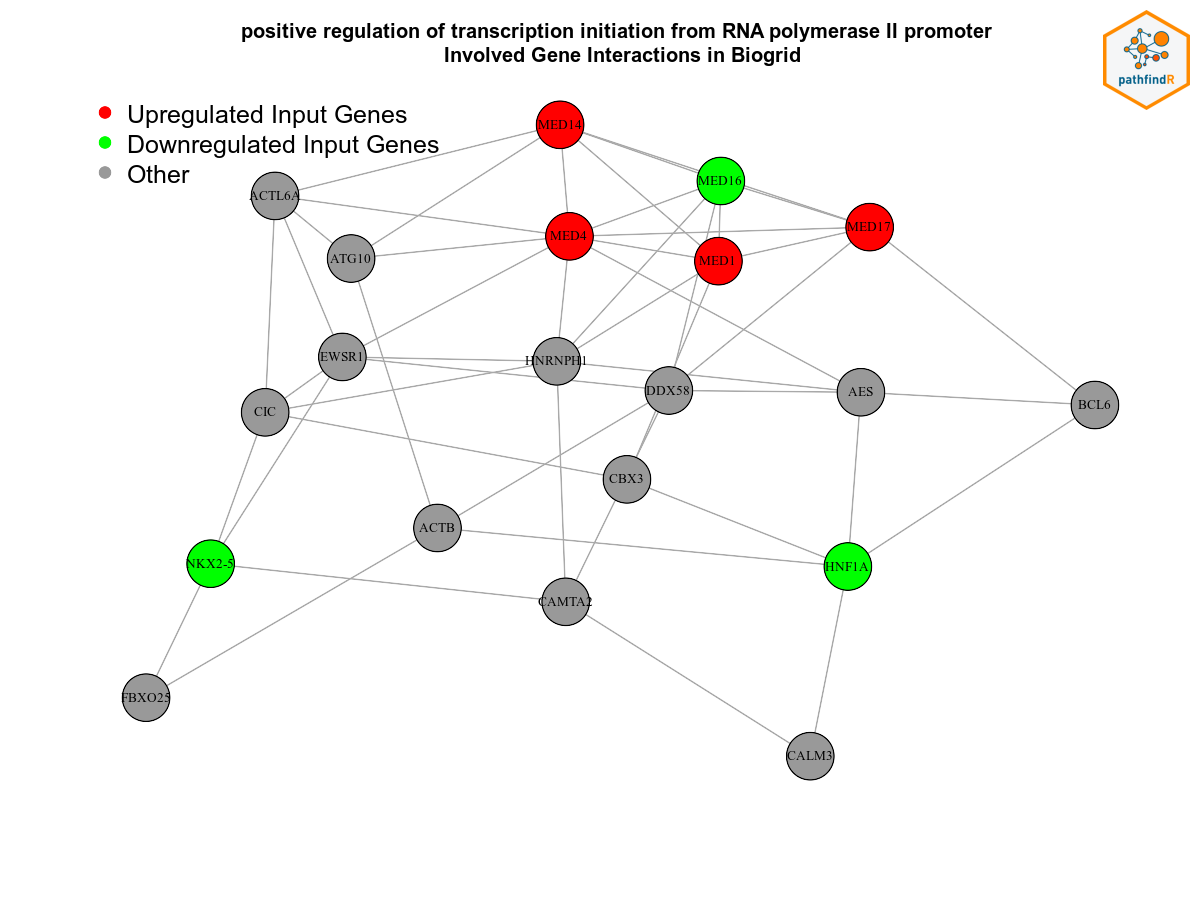 positive regulation of transcription initiation from RNA polymerase II promoter
Involved Gene Interactions in Biogrid
pathfindR
Upregulated Input Genes
Downregulated Input Genes
Other
MED14
MED16
ACTL6A
MED17
MED4
ATG10
MED1
EWSR1
HNRNPH1
DDX58
AES
BCL6
CIC
CBX3
ACTB
NKX2-5
HNF1A
CAMTA2
FBXO25
CALM3